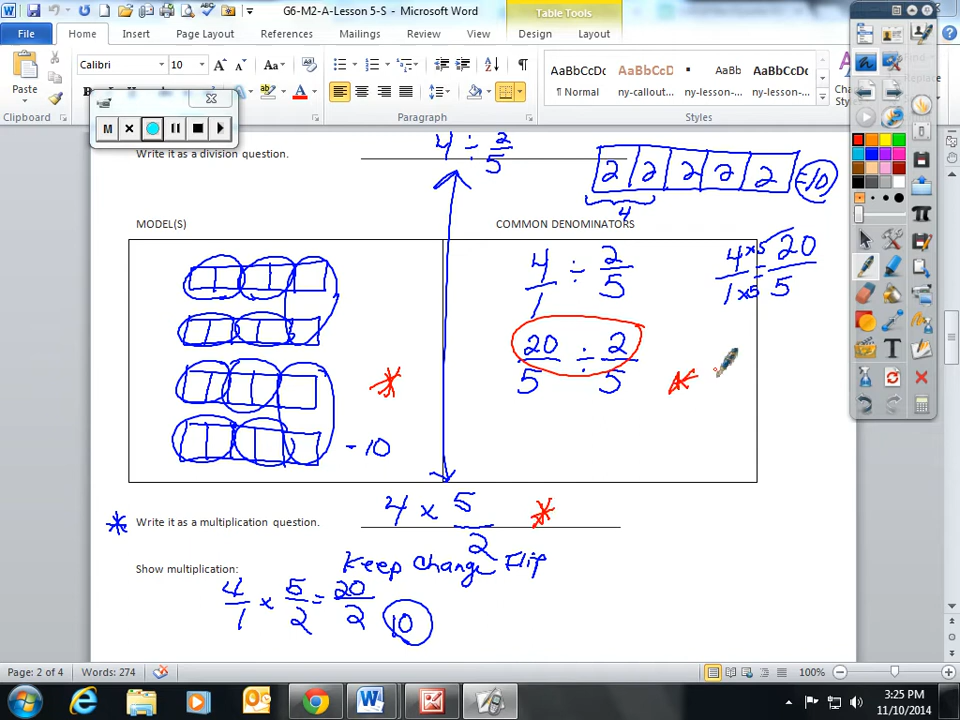 G6-M2-A-Lesson 5-S - Microsoft Word
Table Tools
File Home Insert Page Layout References Mailings Review View Design Layout
Calibri 10
Paste
Clipboard Paragraph Styles
AaBbCcDc AaBbCcDc AaBb AaBbCcDc
¶ Normal ny-callout... ny-lesson-... ny-lesson-...
4 ÷ 2/5
Write it as a division question.
2 2 2 2 2 =10
4
MODEL(S) COMMON DENOMINATORS
4/1 ÷ 2/5
4/1 x5 x5 = 20/5
20/5 ÷ 2/5
- 10
4 x 5/2
Write it as a multiplication question.
Keep Change Flip
Show multiplication:
4/1 x 5/2 = 20/2 10
Page: 2 of 4 Words: 274 100%
3:25 PM
11/10/2014